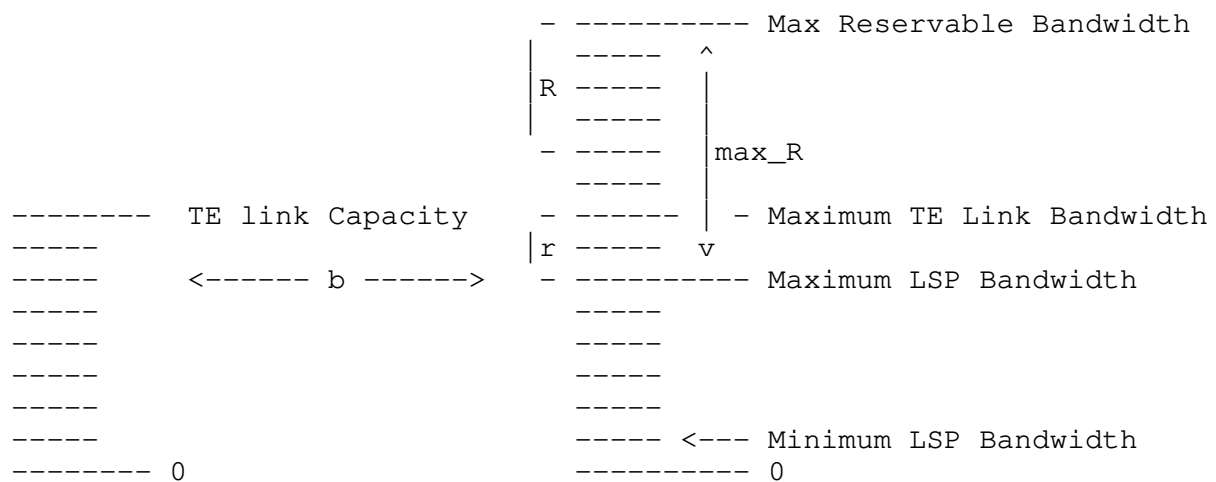 - ---------- Max Reservable Bandwidth
| ----- ^
|R ----- |
| ----- |
- ----- |max_R
----- |
-------- TE link Capacity - ------ | - Maximum TE Link Bandwidth
----- |r ----- v
----- <------ b ------> - ---------- Maximum LSP Bandwidth
----- -----
----- -----
----- -----
----- -----
----- ----- <--- Minimum LSP Bandwidth
-------- 0 ---------- 0